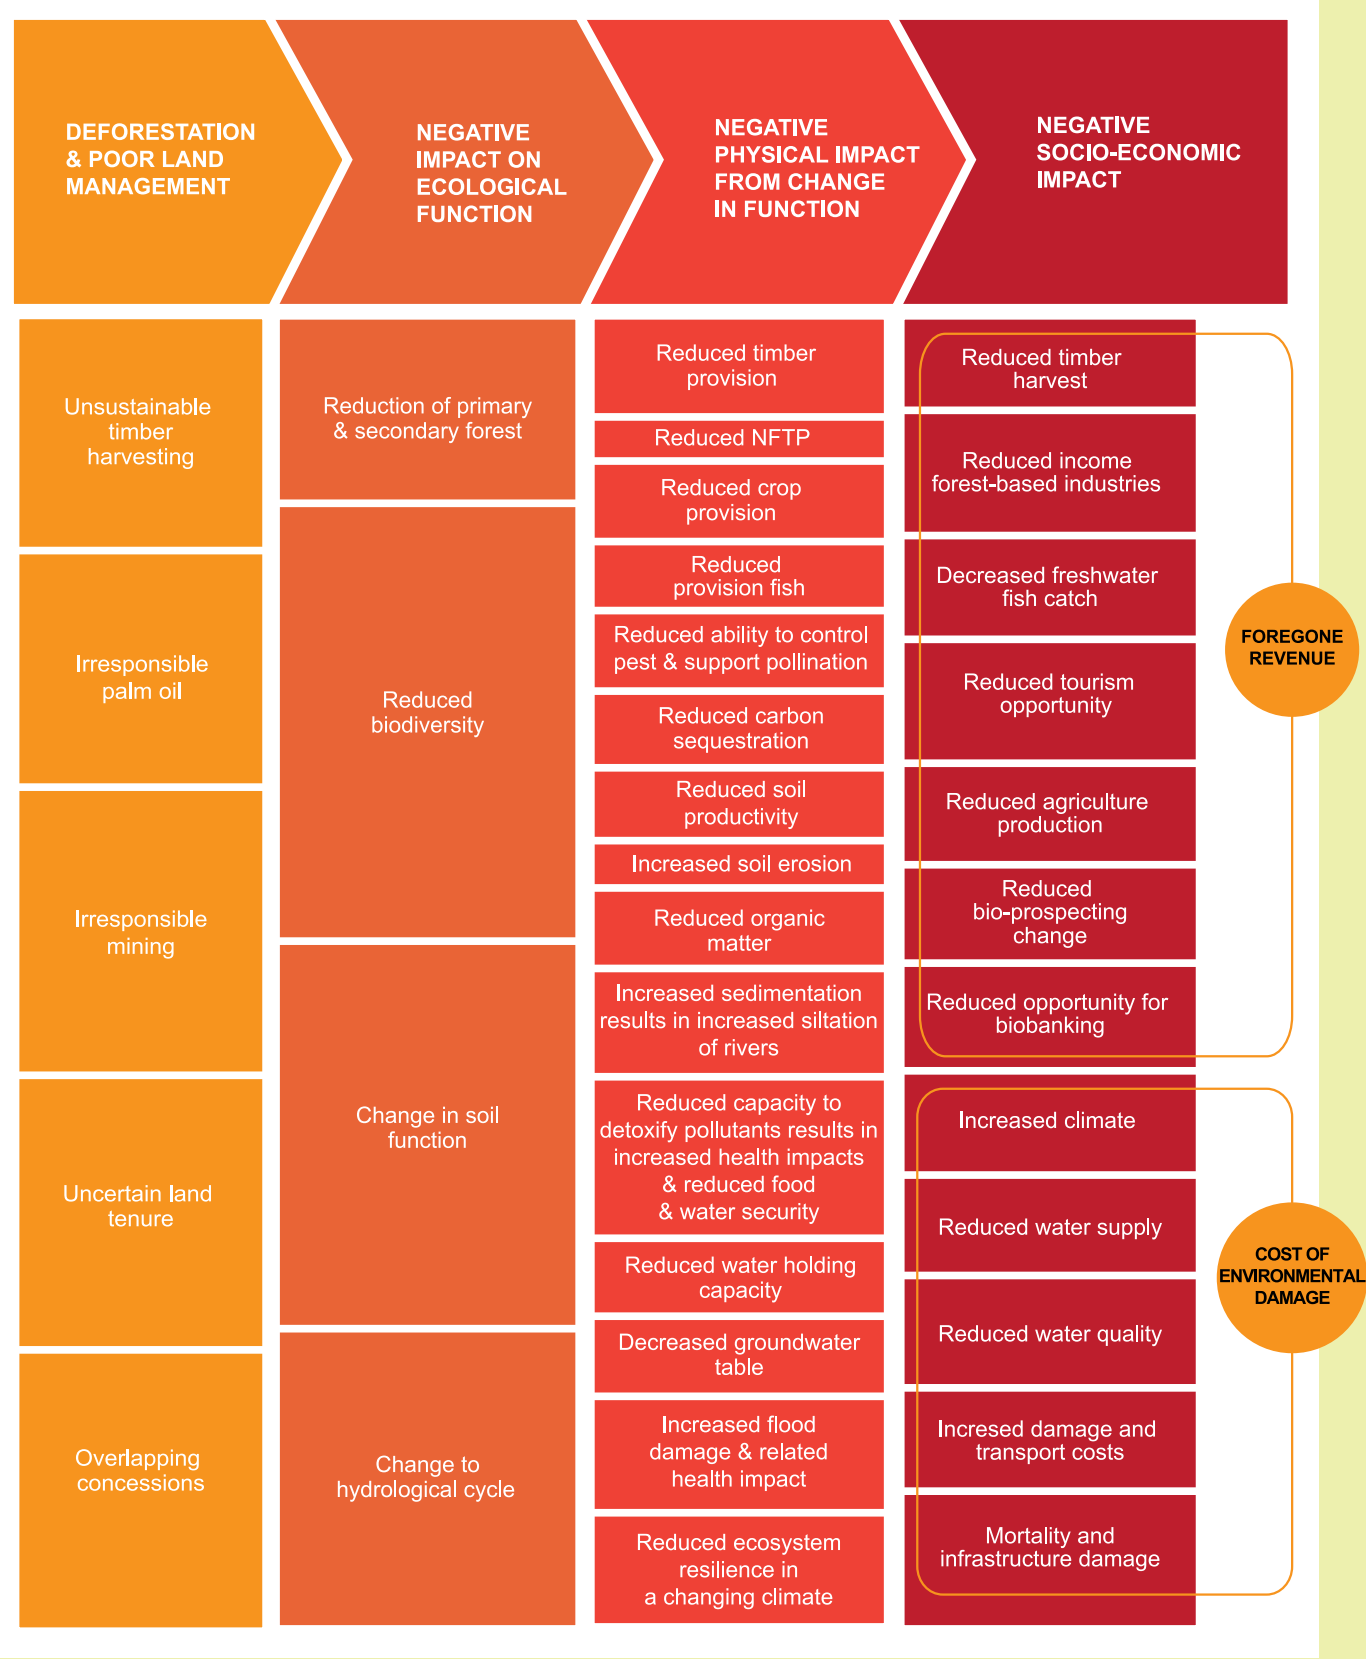 DEFORESTATION
& POOR LAND
MANAGEMENT
NEGATIVE
IMPACT ON
ECOLOGICAL
FUNCTION
NEGATIVE
PHYSICAL IMPACT
FROM CHANGE
IN FUNCTION
NEGATIVE
SOCIO-ECONOMIC
IMPACT
Unsustainable
timber
harvesting
Irresponsible
palm oil
Irresponsible
mining
Uncertain land
tenure
Overlapping
concessions
Reduction of primary
& secondary forest
Reduced
biodiversity
Change in soil
function
Change to
hydrological cycle
Reduced timber
provision
Reduced NFTP
Reduced crop
provision
Reduced
provision fish
Reduced ability to control
pest & support pollination
Reduced carbon
sequestration
Reduced soil
productivity
Increased soil erosion
Reduced organic
matter
Increased sedimentation
results in increased siltation
of rivers
Reduced capacity to
detoxify pollutants results in
increased health impacts
& reduced food
& water security
Reduced water holding
capacity
Decreased groundwater
table
Increased flood
damage & related
health impact
Reduced ecosystem
resilience in
a changing climate
Reduced timber
harvest
Reduced income
forest-based industries
Decreased freshwater
fish catch
Reduced tourism
opportunity
Reduced agriculture
production
Reduced
bio-prospecting
change
Reduced opportunity for
biobanking
Increased climate
Reduced water supply
Reduced water quality
Incresed damage and
transport costs
Mortality and
infrastructure damage
FOREGONE
REVENUE
COST OF
ENVIRONMENTAL
DAMAGE